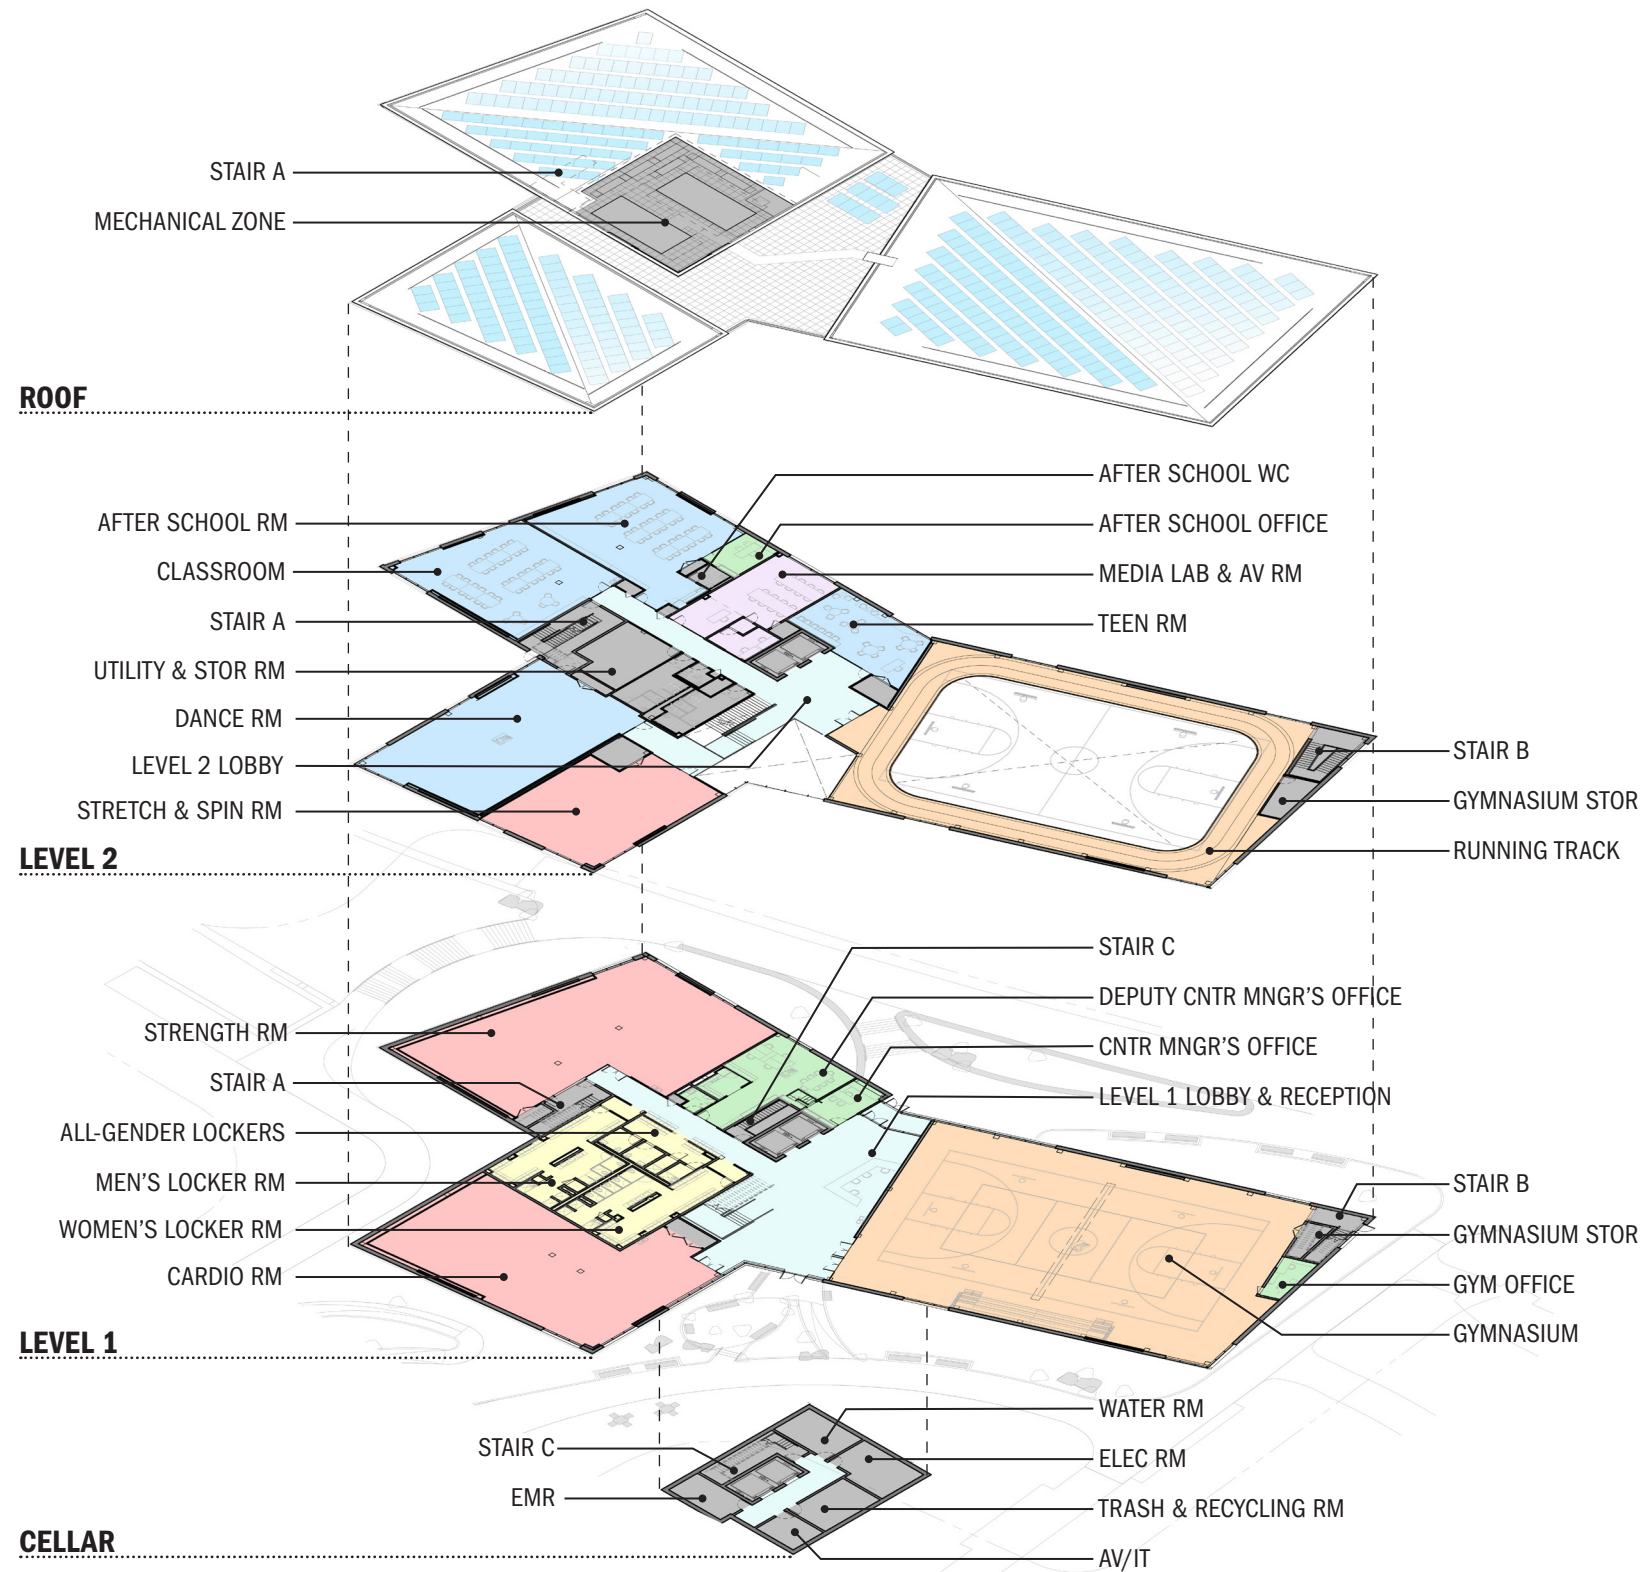 STAIR A
MECHANICAL ZONE
ROOF
AFTER SCHOOL RM
CLASSROOM
STAIR A
UTILITY & STOR RM
DANCE RM
LEVEL 2 LOBBY
STRETCH & SPIN RM
AFTER SCHOOL WC
AFTER SCHOOL OFFICE
MEDIA LAB & AV RM
TEEN RM
STAIR B
GYMNASIUM STOR
RUNNING TRACK
LEVEL 2
STRENGTH RM
STAIR A
ALL-GENDER LOCKERS
MEN'S LOCKER RM
WOMEN'S LOCKER RM
CARDIO RM
STAIR C
DEPUTY CNTR MNGR'S OFFICE
CNTR MNGR'S OFFICE
LEVEL 1 LOBBY & RECEPTION
STAIR B
GYMNASIUM STOR
GYM OFFICE
GYMNASIUM
LEVEL 1
STAIR C
EMR
WATER RM
ELEC RM
TRASH & RECYCLING RM
AV/IT
CELLAR